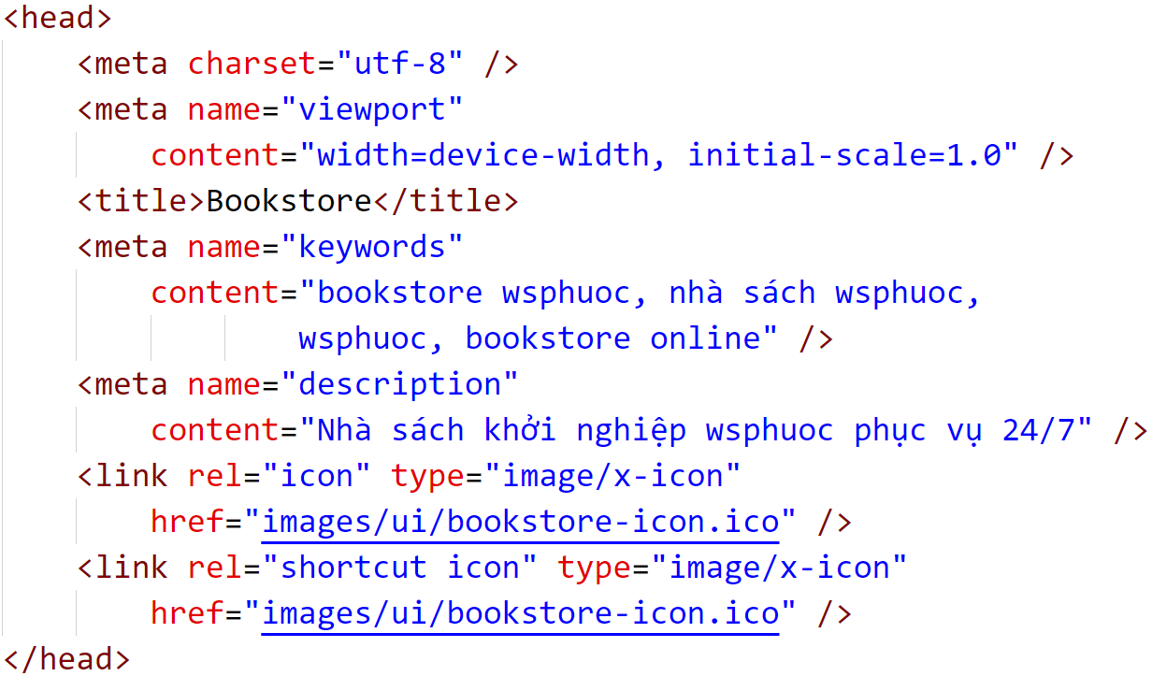 <head>
<meta charset="utf-8" />
<meta name="viewport"
content="width=device-width, initial-scale=1.0" />
<title>Bookstore</title>
<meta name="keywords"
content="bookstore wsphuoc, nhà sách wsphuoc,
wsphuoc, bookstore online" />
<meta name="description"
content="Nhà sách khởi nghiệp wsphuoc phục vụ 24/7" />
<link rel="icon" type="image/x-icon"
href="images/ui/bookstore-icon.ico" />
<link rel="shortcut icon" type="image/x-icon"
href="images/ui/bookstore-icon.ico" />
</head>